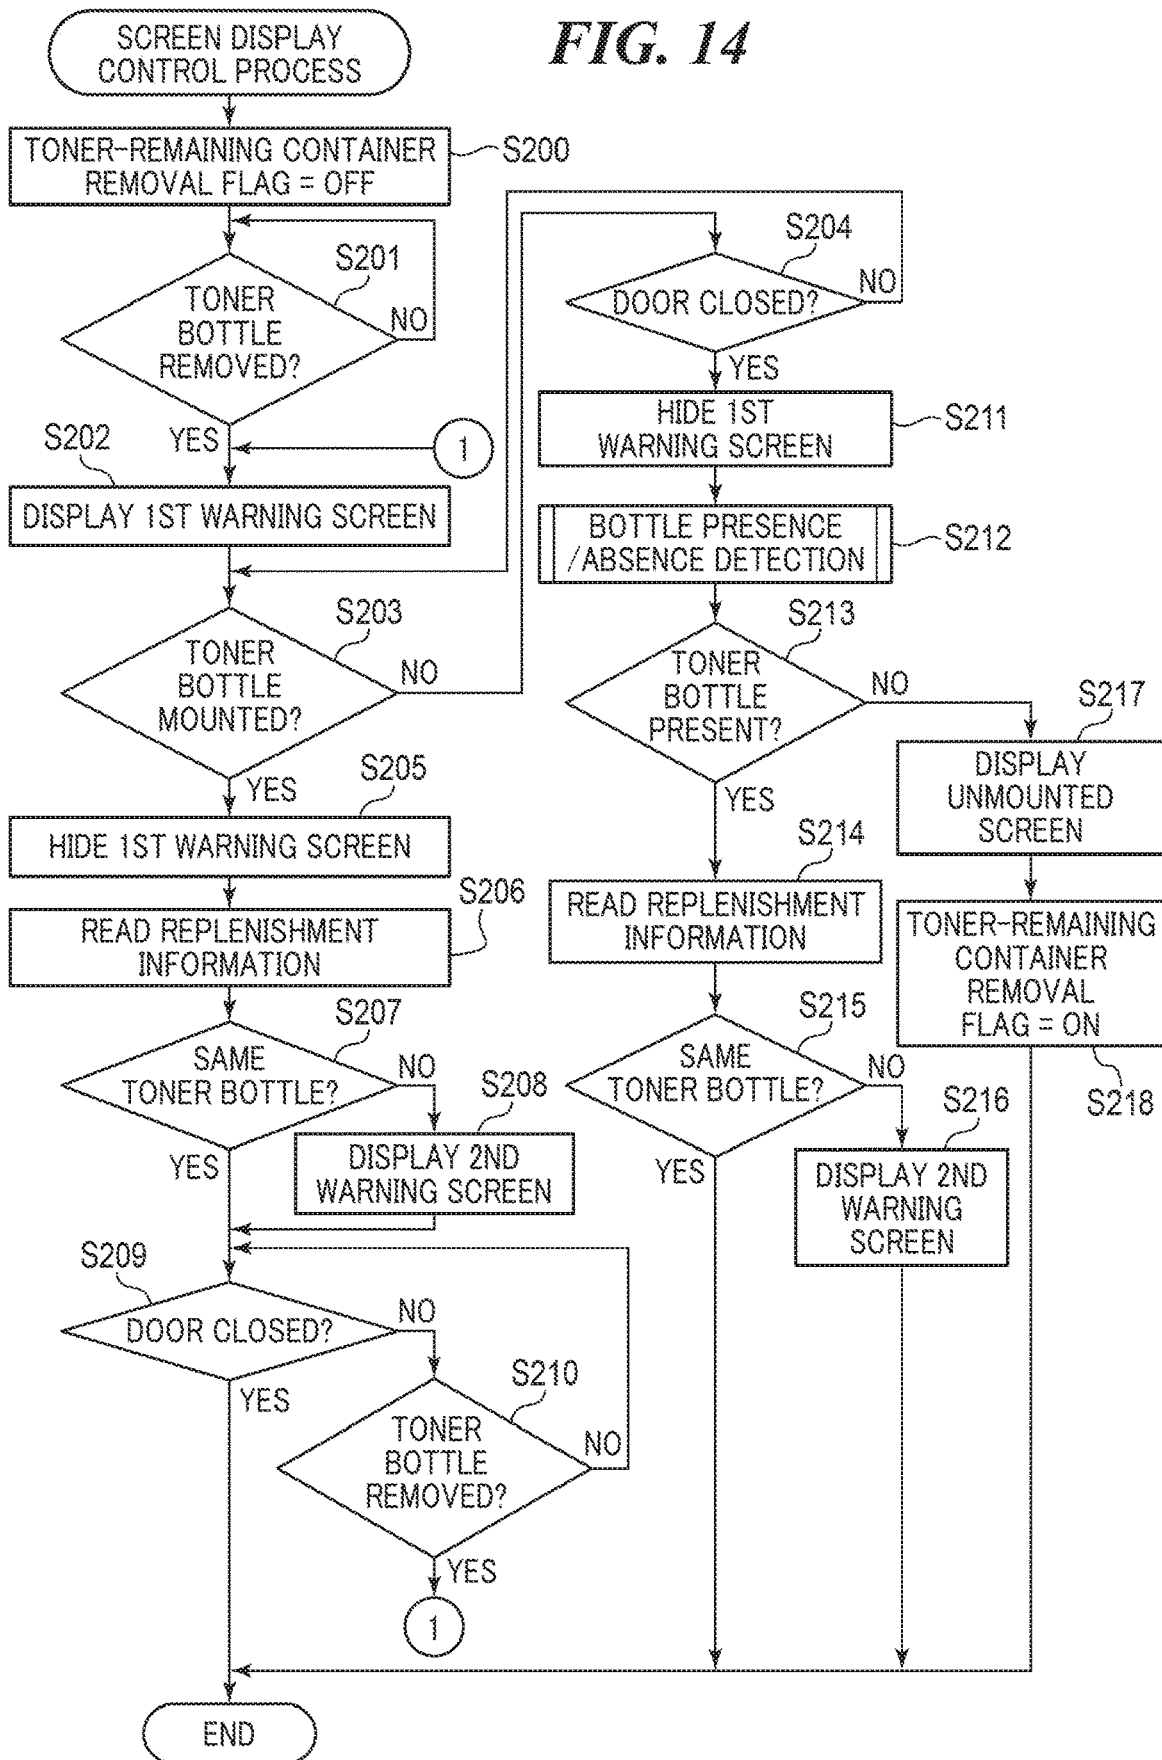 FIG. 14
SCREEN DISPLAY
CONTROL PROCESS
TONER-REMAINING CONTAINER
REMOVAL FLAG = OFF
S200
S201
TONER
BOTTLE
REMOVED?
NO
YES
1
S202
DISPLAY 1ST WARNING SCREEN
S203
TONER
BOTTLE
MOUNTED?
NO
YES
S205
HIDE 1ST WARNING SCREEN
S206
READ REPLENISHMENT
INFORMATION
S207
SAME
TONER BOTTLE?
NO
YES
S208
DISPLAY 2ND
WARNING SCREEN
S209
DOOR CLOSED?
NO
YES
S210
TONER
BOTTLE
REMOVED?
NO
YES
1
END
S204
DOOR CLOSED?
NO
YES
HIDE 1ST
WARNING SCREEN
S211
BOTTLE PRESENCE
/ABSENCE DETECTION
S212
S213
TONER
BOTTLE
PRESENT?
NO
YES
S214
READ REPLENISHMENT
INFORMATION
S215
SAME
TONER BOTTLE?
NO
YES
S216
DISPLAY 2ND
WARNING
SCREEN
S217
DISPLAY
UNMOUNTED
SCREEN
TONER-REMAINING
CONTAINER
REMOVAL
FLAG = ON
S218